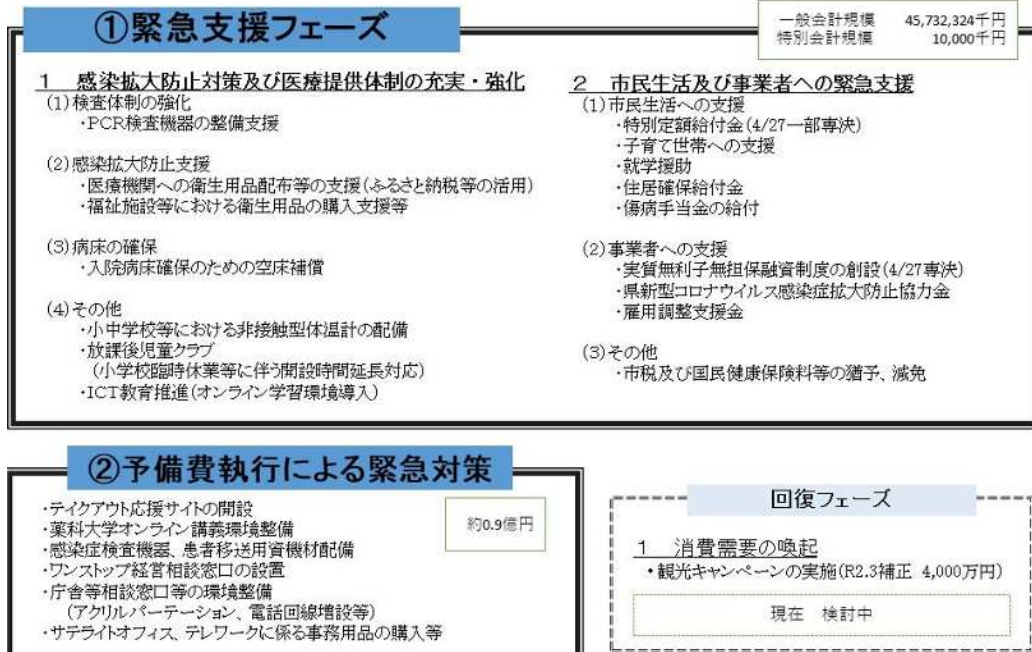 ①緊急支援フェーズ
一般会計規模 45,732,324千円
特別会計規模 10,000千円
1 感染拡大防止対策及び医療提供体制の充実・強化
(1)検査体制の強化
・PCR検査機器の整備支援
(2)感染拡大防止支援
・医療機関への衛生用品配布等の支援(ふるさと納税等の活用)
・福祉施設等における衛生用品の購入支援等
(3)病床の確保
・入院病床確保のための空床補償
(4)その他
・小中学校等における非接触型体温計の配備
・放課後児童クラブ
(小学校臨時休業等に伴う開設時間延長対応)
・ICT教育推進(オンライン学習環境導入)
2 市民生活及び事業者への緊急支援
(1)市民生活への支援
・特別定額給付金(4/27一部専決)
・子育て世帯への支援
・就学援助
・住居確保給付金
・傷病手当金の給付
(2)事業者への支援
・実質無利子無担保融資制度の創設(4/27専決)
・県新型コロナウイルス感染症拡大防止協力金
・雇用調整支援金
(3)その他
・市税及び国民健康保険料等の猶予、減免
②予備費執行による緊急対策
約0.9億円
・テイクアウト応援サイトの開設
・薬科大学オンライン講義環境整備
・感染症検査機器、患者移送用資機材配備
・ワンストップ経営相談窓口の設置
・庁舎等相談窓口等の環境整備
(アクリルパーテーション、電話回線増設等)
・サテライトオフィス、テレワークに係る事務用品の購入等
回復フェーズ
1 消費需要の喚起
・観光キャンペーンの実施(R2.3補正 4,000万円)
現在 検討中